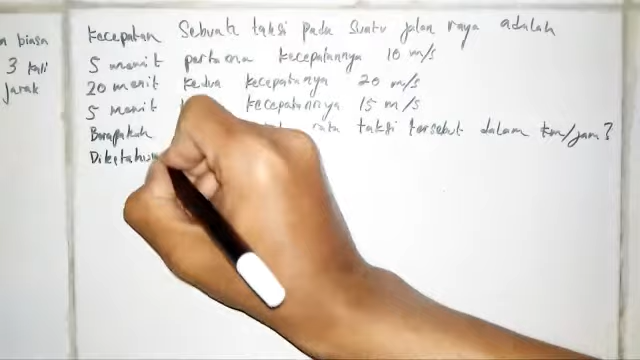 biasa
3 kali
jarak
Kecepatan Sebuah taksi pada suatu jalan raya adalah
5 menit pertama kecepatannya 10 m/s
20 menit kedua kecepatanya 20 m/s
5 menit kecepatannya 15 m/s
Berapakah rata taksi tersebut dalam km/jam?
Diketahui